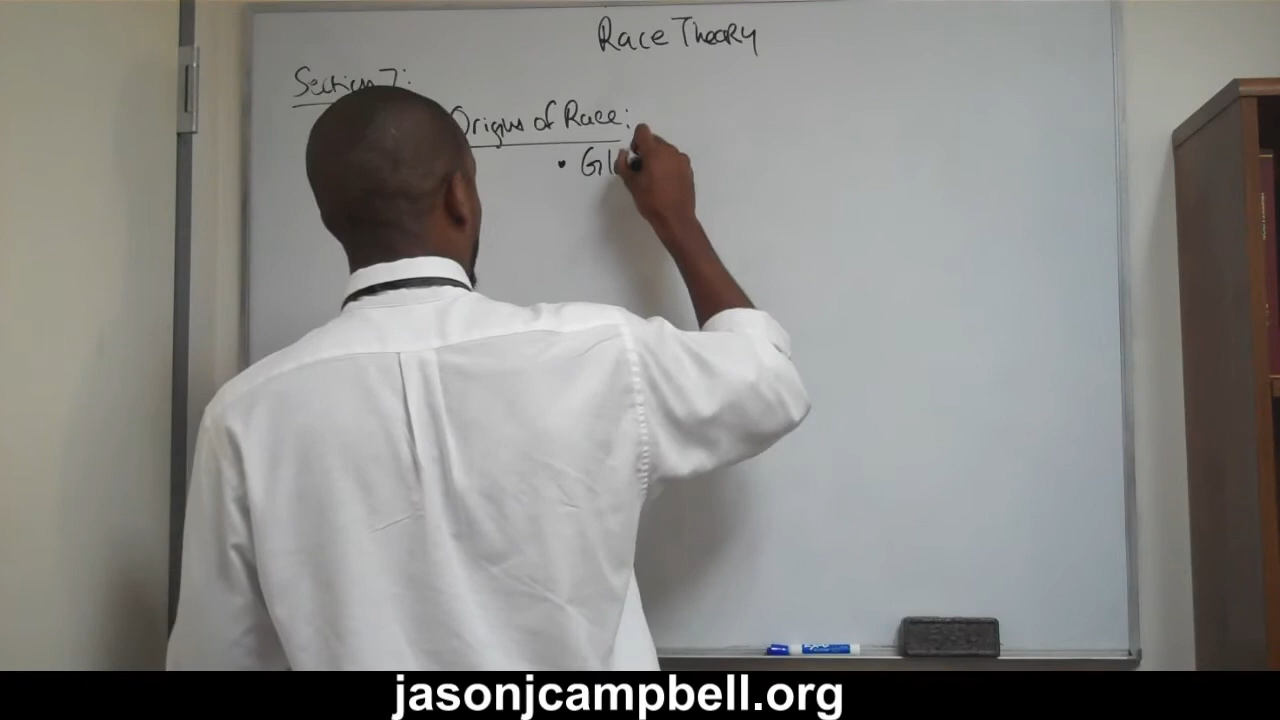 Race Theory
Section 7:
Origins of Race:
• Gl
jasonjcampbell.org